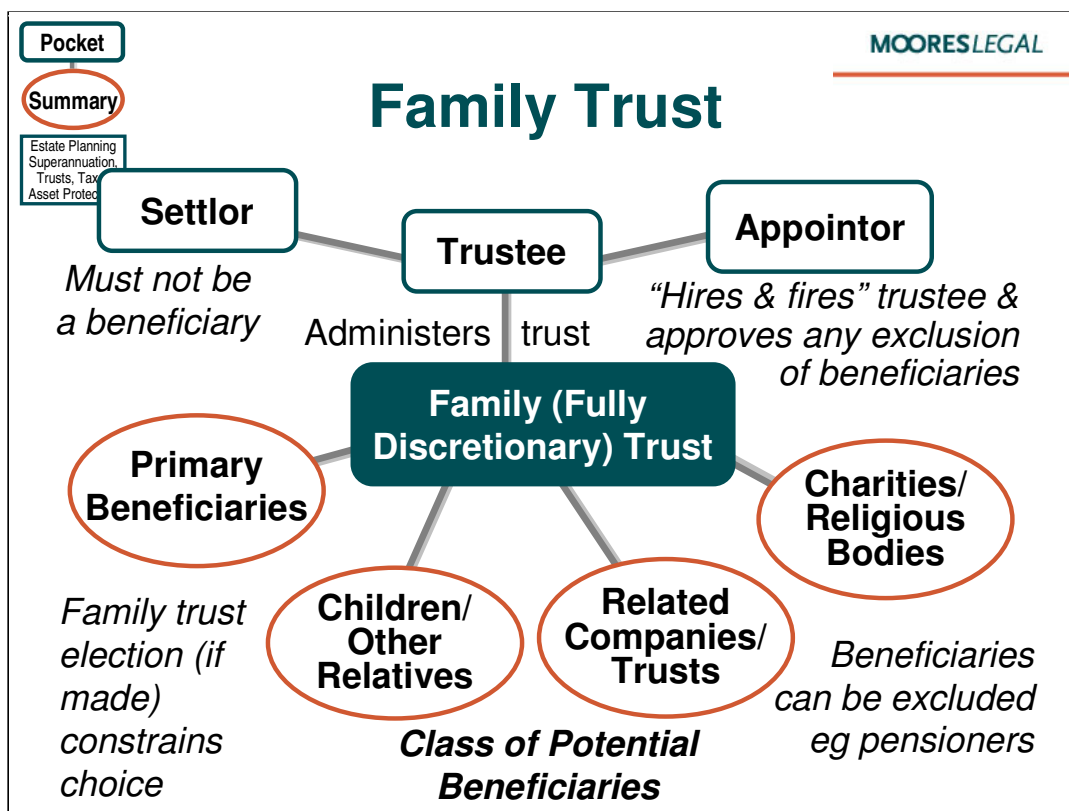 Pocket
Summary
Estate Planning
Superannuation,
Trusts, Tax
Asset Protec
MOORESLEGAL
Family Trust
Settlor
Trustee
Appointor
Must not be
a beneficiary
Administers trust
“Hires & fires” trustee &
approves any exclusion
of beneficiaries
Family (Fully
Discretionary) Trust
Primary
Beneficiaries
Children/
Other
Relatives
Related
Companies/
Trusts
Charities/
Religious
Bodies
Family trust
election (if
made)
constrains
choice
Class of Potential
Beneficiaries
Beneficiaries
can be excluded
eg pensioners